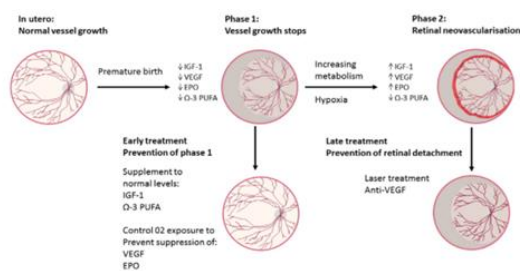 In utero:
Normal vessel growth
Premature birth
↓ IGF-1
↓ VEGF
↓ EPO
↓ Ω-3 PUFA
Phase 1:
Vessel growth stops
Increasing
metabolism
Hypoxia
↑ IGF-1
↑ VEGF
↑ EPO
↓ Ω-3 PUFA
Phase 2:
Retinal neovascularisation
Early treatment
Prevention of phase 1
Supplement to
normal levels:
IGF-1
Ω-3 PUFA
Control 02 exposure to
Prevent suppression of:
VEGF
EPO
Late treatment
Prevention of retinal detachment
Laser treatment
Anti-VEGF